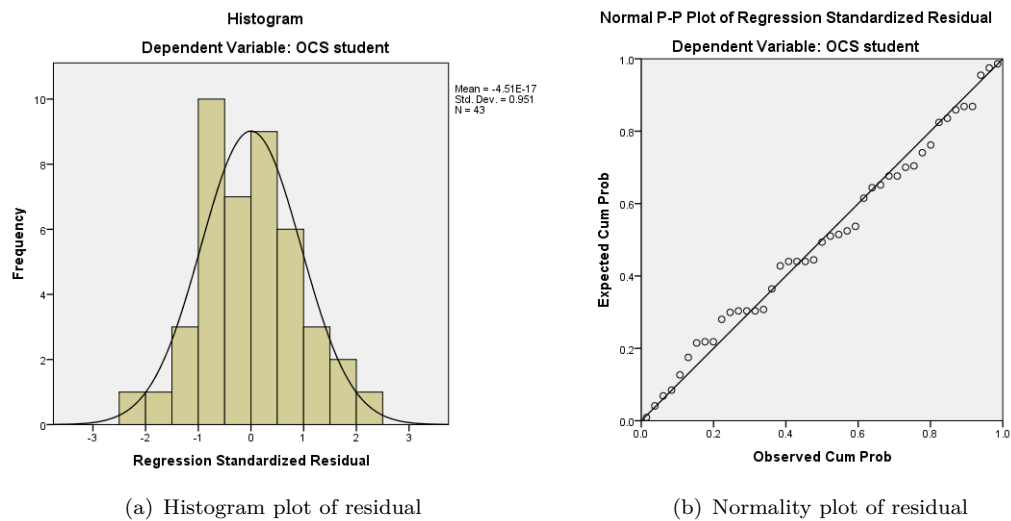 Histogram
Dependent Variable: OCS student
Mean = -4.51E-17
Std. Dev. = 0.951
N = 43
Frequency
10
8
6
4
2
0
-3 -2 -1 0 1 2 3
Regression Standardized Residual
(a) Histogram plot of residual
Normal P-P Plot of Regression Standardized Residual
Dependent Variable: OCS student
Expected Cum Prob
1.0
0.8
0.6
0.4
0.2
0.0
0.0 0.2 0.4 0.6 0.8 1.0
Observed Cum Prob
(b) Normality plot of residual